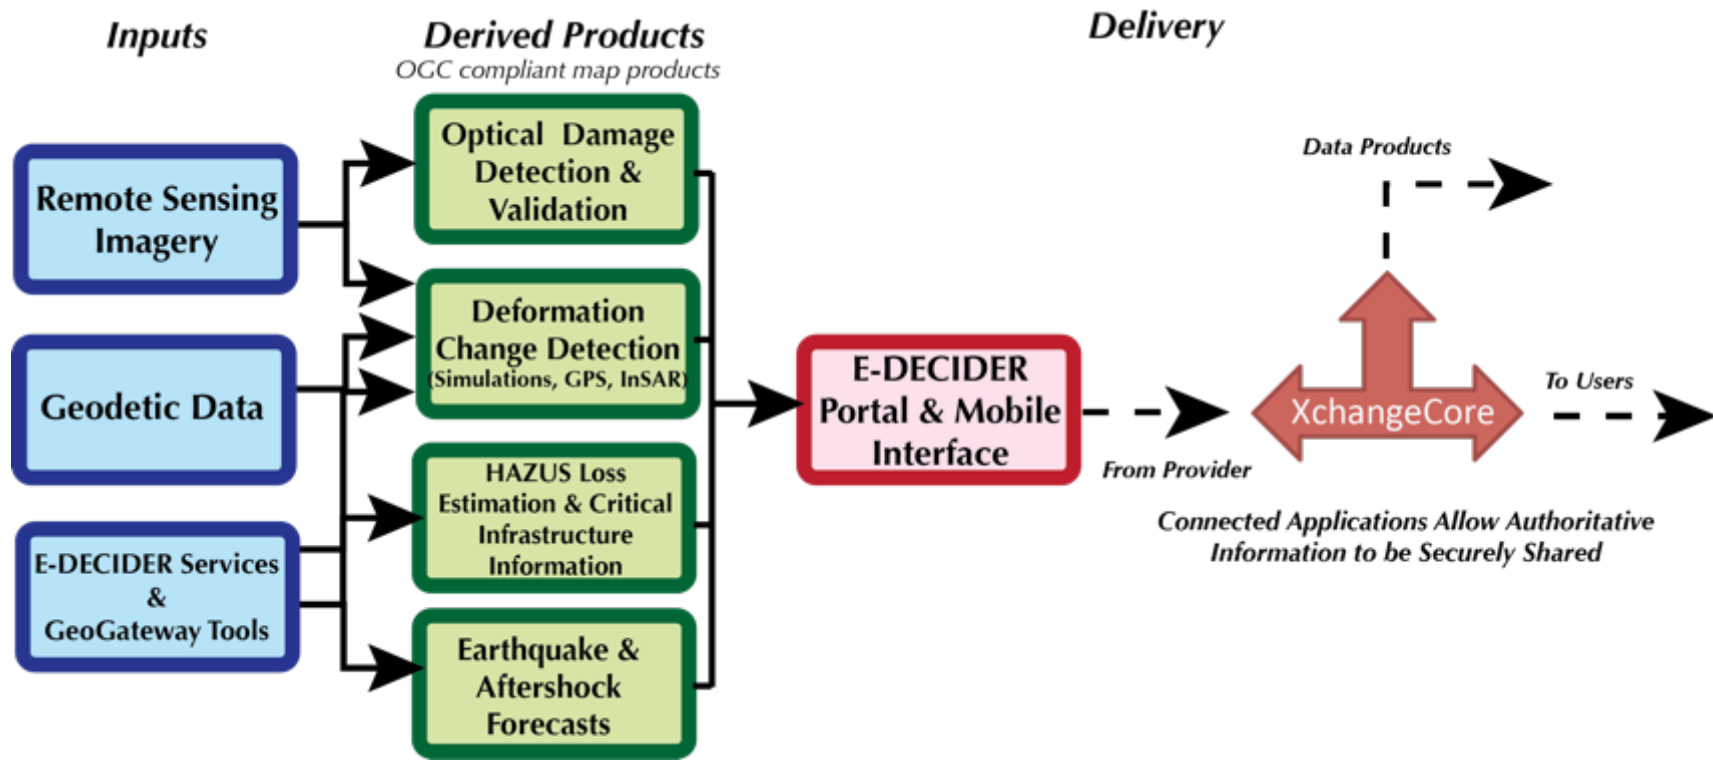 Inputs
Derived Products
OGC compliant map products
Delivery
Remote Sensing
Imagery
Geodetic Data
E-DECIDER Services
&
GeoGateway Tools
Optical Damage
Detection &
Validation
Deformation
Change Detection
(Simulations, GPS, InSAR)
HAZUS Loss
Estimation & Critical
Infrastructure
Information
Earthquake &
Aftershock
Forecasts
E-DECIDER
Portal & Mobile
Interface
From Provider
Data Products
XchangeCore
To Users
Connected Applications Allow Authoritative
Information to be Securely Shared